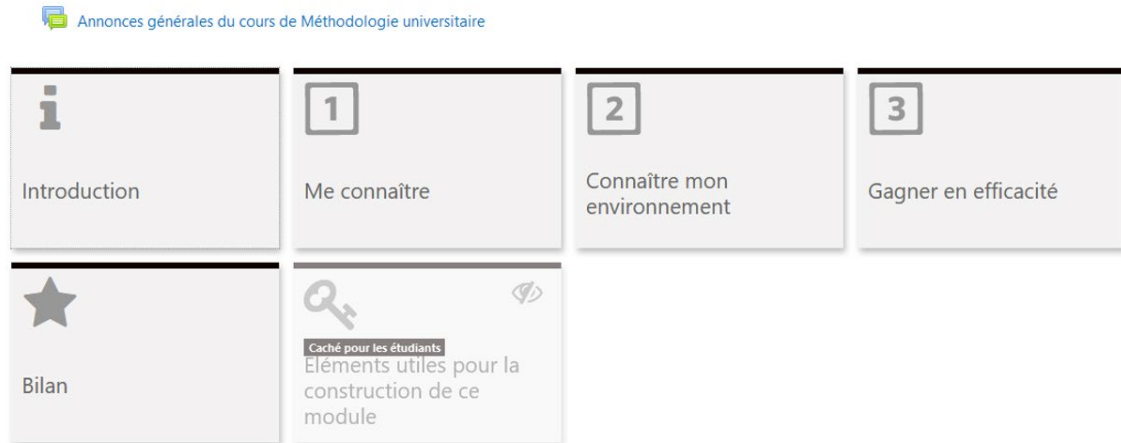 Annonces générales du cours de Méthodologie universitaire
1
2
3
Introduction
Me connaître
Connaître mon
environnement
Gagner en efficacité
Bilan
Caché pour les étudiants
Eléments utiles pour la
construction de ce
module